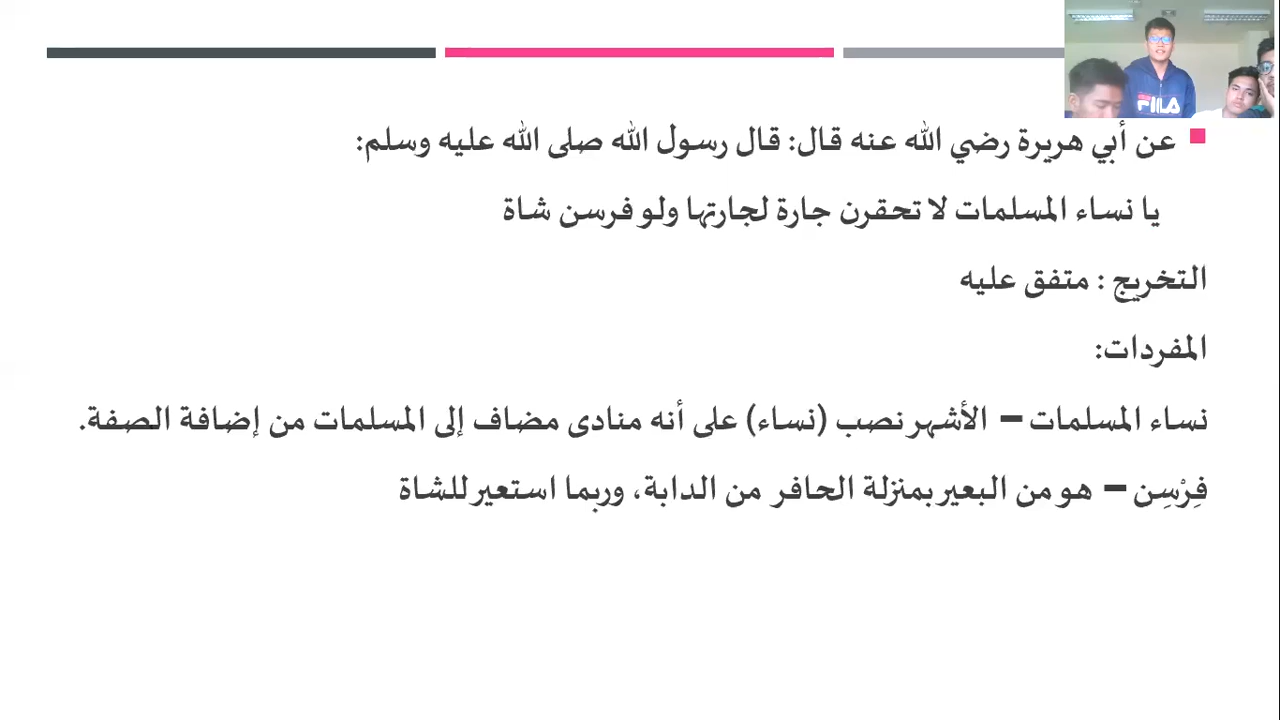 عن أبي هريرة رضي الله عنه قال: قال رسول الله صلى الله عليه وسلم:
يا نساء المسلمات لا تحقرن جارة لجارتها ولو فرسن شاة
التخريج : متفق عليه
المفردات:
نساء المسلمات – الأشهر نصب (نساء) على أنه منادى مضاف إلى المسلمات من إضافة الصفة.
فِرْسِن – هو من البعير بمنزلة الحافر من الدابة، وربما استعير للشاة
FILA